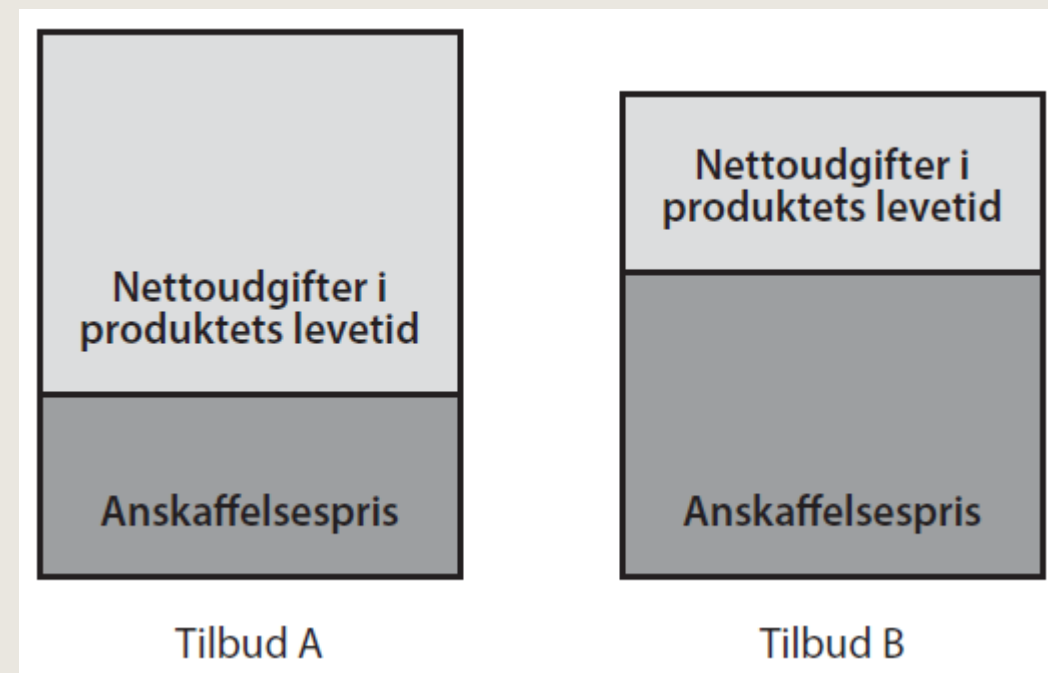 Nettoudgifter i
produktets levetid
Anskaffelsespris
Tilbud A
Nettoudgifter i
produktets levetid
Anskaffelsespris
Tilbud B